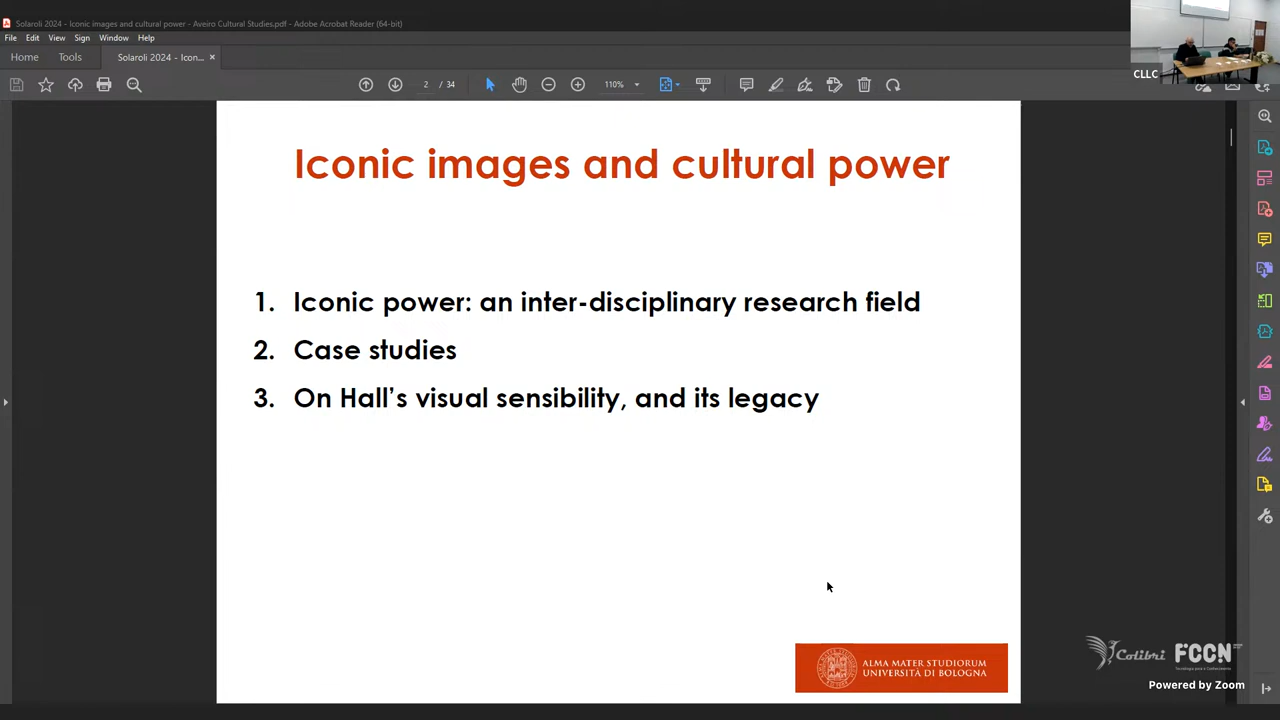 Solaroli 2024 - Iconic images and cultural power - Aveiro Cultural Studies.pdf - Adobe Acrobat Reader (64-bit)
File Edit View Sign Window Help
Home Tools Solaroli 2024 - Icon... ×
2 / 34 110%
CLLC
Iconic images and cultural power
1. Iconic power: an inter-disciplinary research field
2. Case studies
3. On Hall's visual sensibility, and its legacy
ALMA MATER STUDIORUM
UNIVERSITÀ DI BOLOGNA
Colibri FCCN
Powered by Zoom